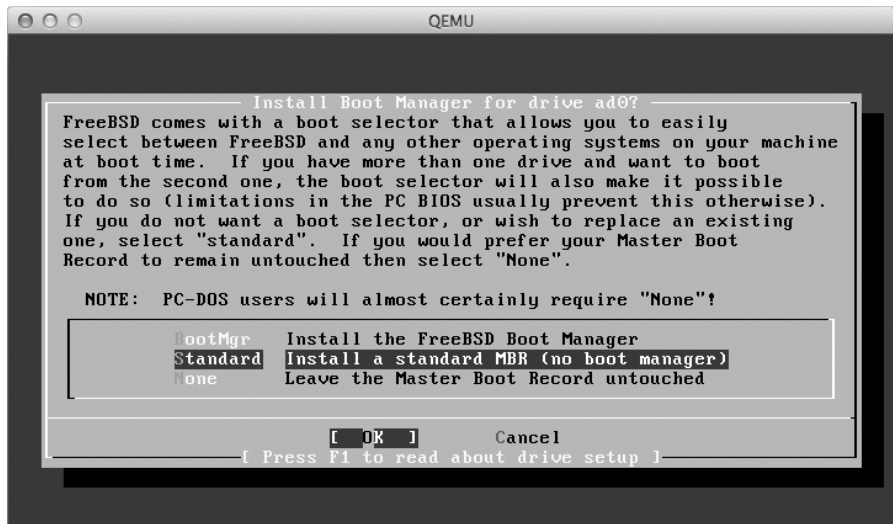 QEMU
Install Boot Manager for drive ad0?
FreeBSD comes with a boot selector that allows you to easily
select between FreeBSD and any other operating systems on your machine
at boot time.  If you have more than one drive and want to boot
from the second one, the boot selector will also make it possible
to do so (limitations in the PC BIOS usually prevent this otherwise).
If you do not want a boot selector, or wish to replace an existing
one, select "standard".  If you would prefer your Master Boot
Record to remain untouched then select "None".
NOTE:  PC-DOS users will almost certainly require "None"!
BootMgr   Install the FreeBSD Boot Manager
Standard  Install a standard MBR (no boot manager)
None      Leave the Master Boot Record untouched
[  OK  ]       Cancel
[ Press F1 to read about drive setup ]